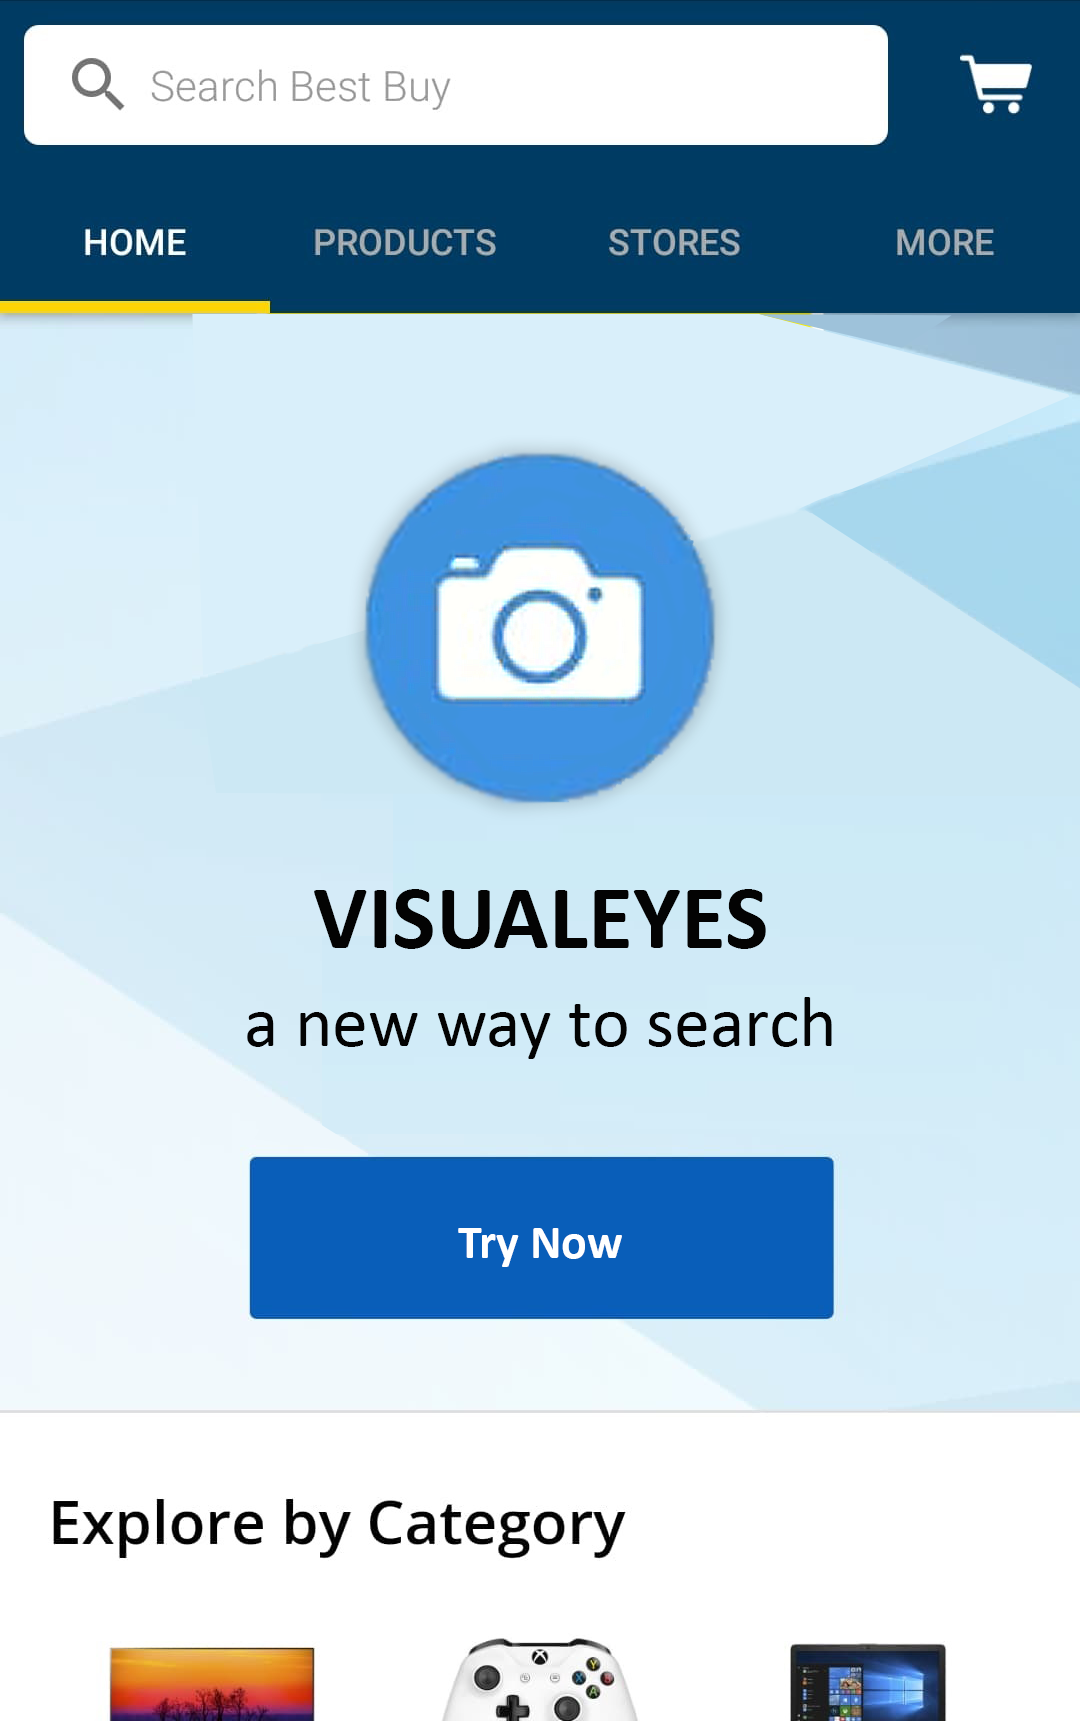 Search Best Buy
HOME PRODUCTS STORES MORE
VISUALEYES
a new way to search
Try Now
Explore by Category
Y
X B
A